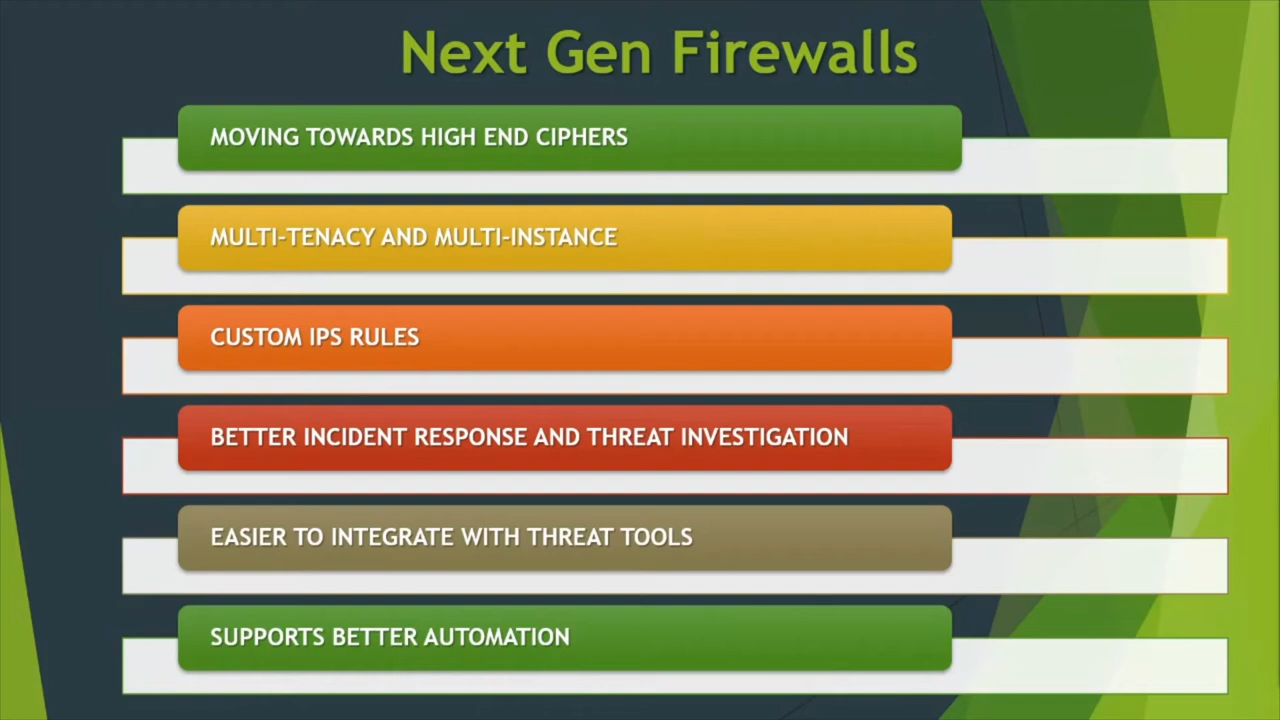 Next Gen Firewalls
MOVING TOWARDS HIGH END CIPHERS
MULTI-TENACY AND MULTI-INSTANCE
CUSTOM IPS RULES
BETTER INCIDENT RESPONSE AND THREAT INVESTIGATION
EASIER TO INTEGRATE WITH THREAT TOOLS
SUPPORTS BETTER AUTOMATION